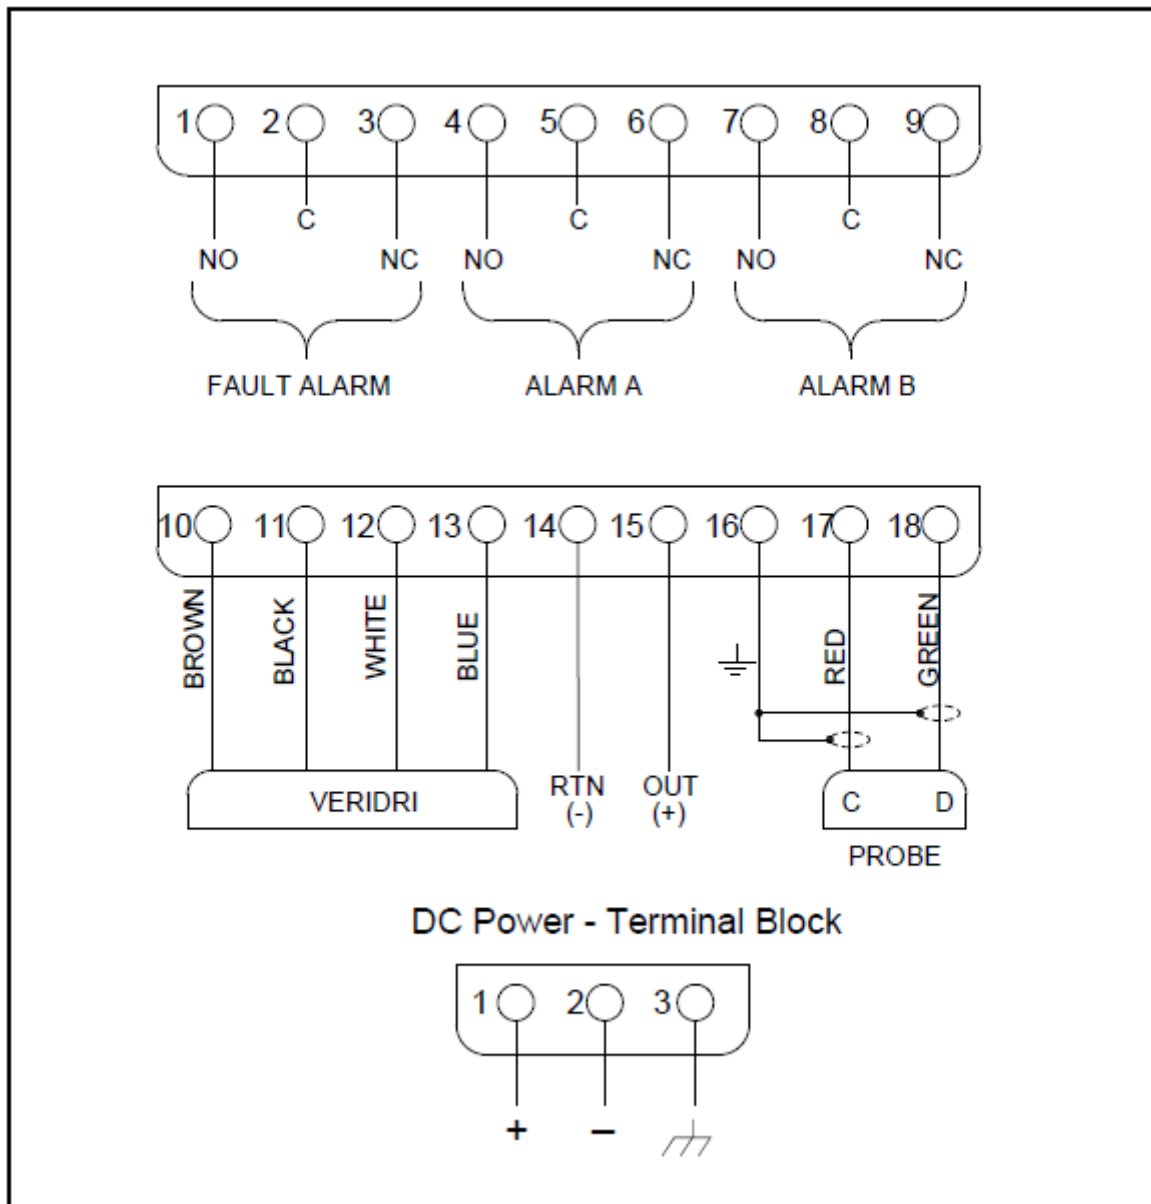 1 2 3 4 5 6 7 8 9
C C C
NO NC NO NC NO NC
FAULT ALARM ALARM A ALARM B
10 11 12 13 14 15 16 17 18
BROWN BLACK WHITE BLUE RED GREEN
VERIDRI RTN OUT C D
(-) (+)
PROBE
DC Power - Terminal Block
1 2 3
+ –